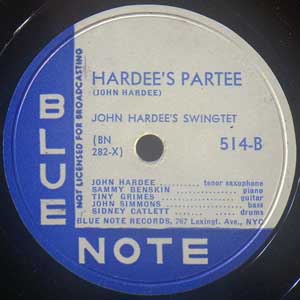 HARDEE'S PARTEE
(JOHN HARDEE)
JOHN HARDEE'S SWINGTET
(BN
282-X)
514-B
NOT LICENSED FOR BROADCASTING
JOHN HARDEE ........ tenor saxophone
SAMMY BENSKIN ........ piano
TINY GRIMES ........ guitar
JOHN SIMMONS ........ bass
SIDNEY CATLETT ........ drums
BLUE NOTE RECORDS, 767 Lexingt. Ave., NYC
BLUE
NOTE